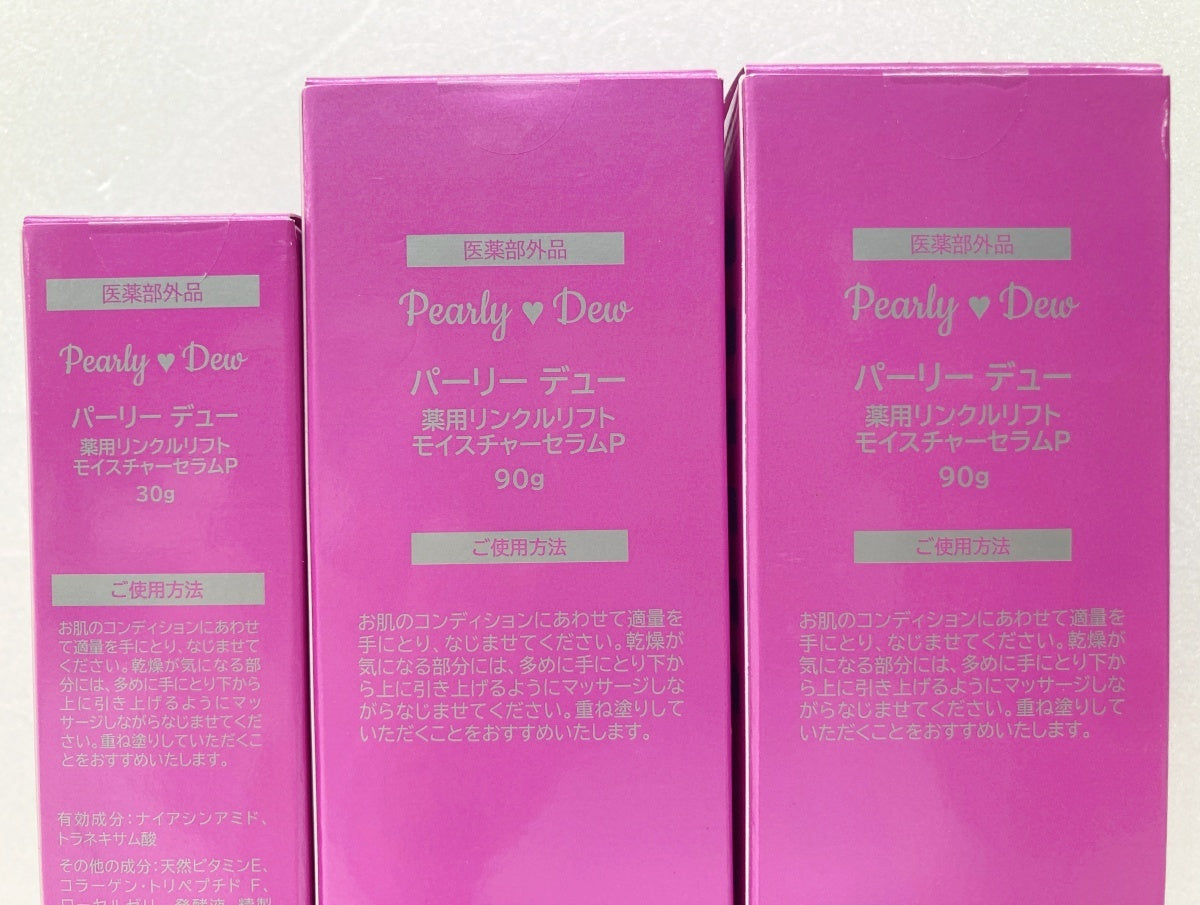 医薬部外品
Pearly ♥ Dew
パーリー デュー
薬用リンクルリフト
モイスチャーセラムP
30g
ご使用方法
お肌のコンディションにあわせ
て適量を手にとり、なじませて
ください。乾燥が気になる部
分には、多めに手にとり下から
上に引き上げるようにマッ
サージしながらなじませてくだ
さい。重ね塗りしていただくこ
とをおすすめいたします。
有効成分：ナイアシンアミド、
トラネキサム酸
その他の成分：天然ビタミンE、
コラーゲン・トリペプチド F、
ローヤルゼリー、発酵液、精製
医薬部外品
Pearly ♥ Dew
パーリー デュー
薬用リンクルリフト
モイスチャーセラムP
90g
ご使用方法
お肌のコンディションにあわせて適量を
手にとり、なじませてください。乾燥が
気になる部分には、多めに手にとり下か
ら上に引き上げるようにマッサージしな
がらなじませてください。重ね塗りして
いただくことをおすすめいたします。
医薬部外品
Pearly ♥ Dew
パーリー デュー
薬用リンクルリフト
モイスチャーセラムP
90g
ご使用方法
お肌のコンディションにあわせて適量を
手にとり、なじませてください。乾燥が
気になる部分には、多めに手にとり下か
ら上に引き上げるようにマッサージしな
がらなじませてください。重ね塗りして
いただくことをおすすめいたします。